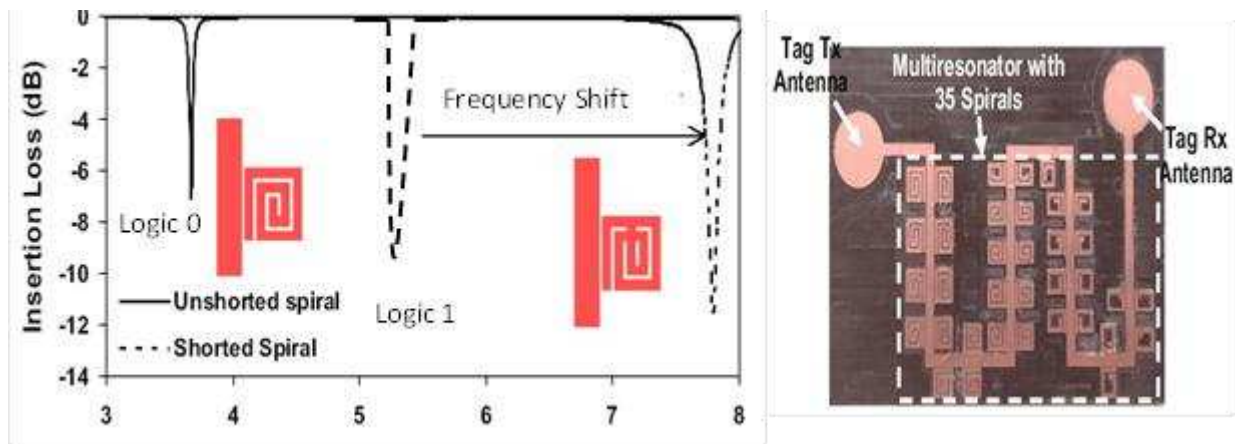 0
-2
-4
-6
-8
-10
-12
-14
Insertion Loss (dB)
3
4
5
6
7
8
Frequency Shift
Logic 0
Logic 1
Unshorted spiral
Shorted Spiral
Tag Tx
Antenna
Multiresonator with
35 Spirals
Tag Rx
Antenna